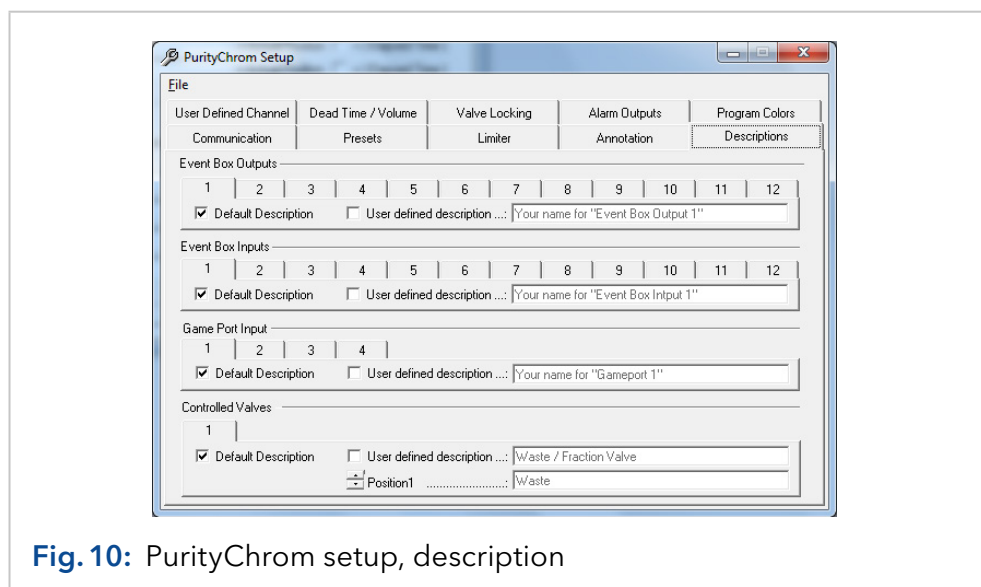 PurityChrom Setup
File
User Defined Channel Dead Time / Volume Valve Locking Alarm Outputs Program Colors
Communication Presets Limiter Annotation Descriptions
Event Box Outputs
1 2 3 4 5 6 7 8 9 10 11 12
Default Description User defined description ...: Your name for "Event Box Output 1"
Event Box Inputs
1 2 3 4 5 6 7 8 9 10 11 12
Default Description User defined description ...: Your name for "Event Box Intput 1"
Game Port Input
1 2 3 4
Default Description User defined description ...: Your name for "Gameport 1"
Controlled Valves
1
Default Description User defined description ...: Waste / Fraction Valve
Position1 .......................: Waste
Fig. 10: PurityChrom setup, description